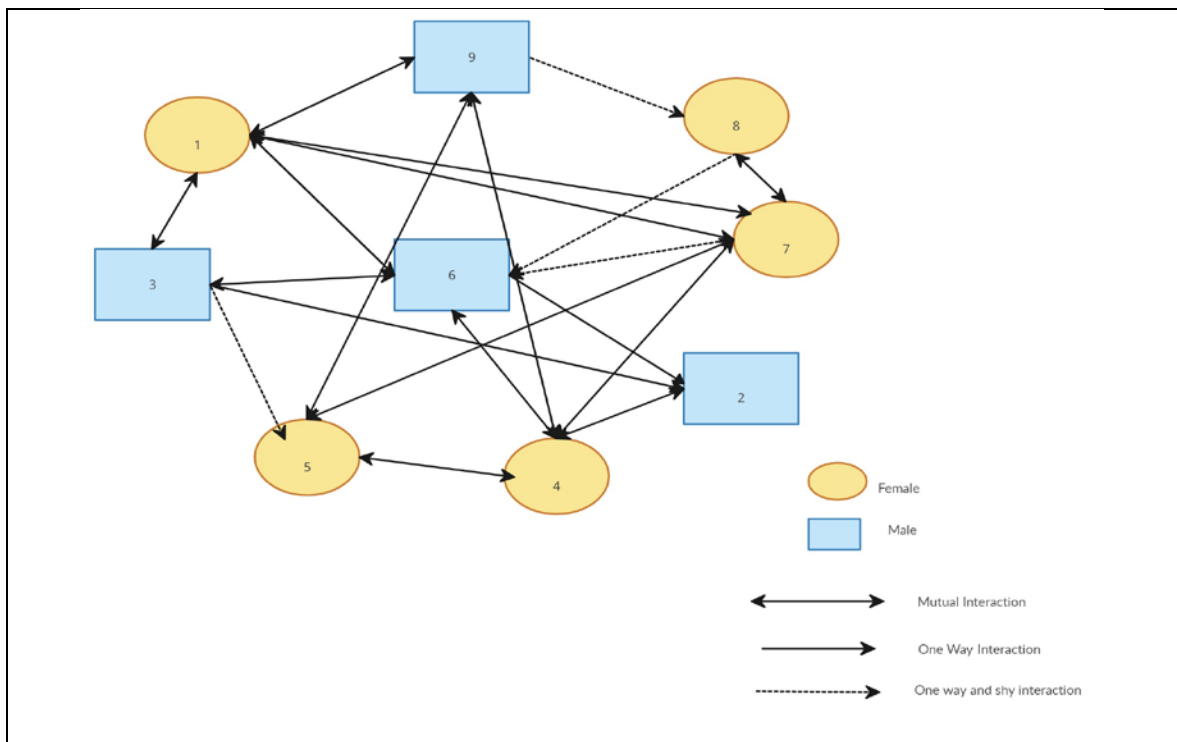 9
8
1
7
6
3
2
5
4
Female
Male
Mutual Interaction
One Way Interaction
One way and shy interaction